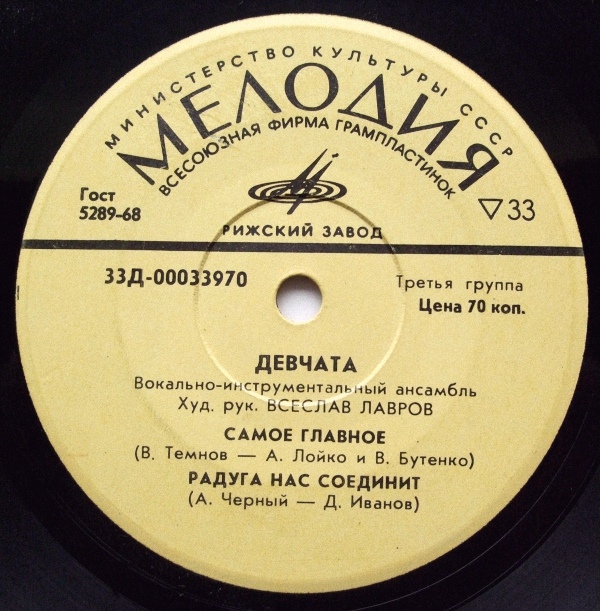 МИНИСТЕРСТВО КУЛЬТУРЫ СССР
МЕЛОДИЯ
ВСЕСОЮЗНАЯ ФИРМА ГРАМПЛАСТИНОК
Гост
5289-68
▽33
РИЖСКИЙ ЗАВОД
33Д-00033970
Третья группа
Цена 70 коп.
ДЕВЧАТА
Вокально-инструментальный ансамбль
Худ. рук. ВСЕСЛАВ ЛАВРОВ
САМОЕ ГЛАВНОЕ
(В. Темнов — А. Лойко и В. Бутенко)
РАДУГА НАС СОЕДИНИТ
(А. Черный — Д. Иванов)